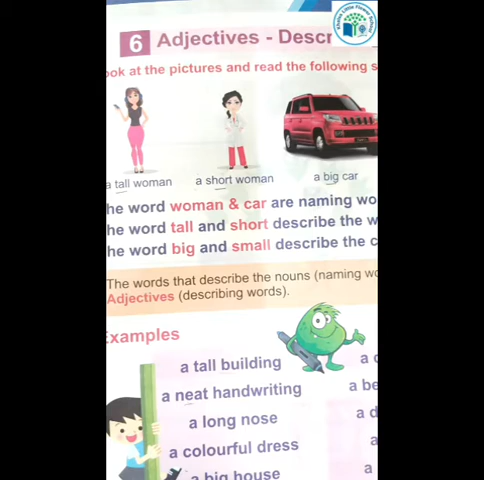 6 Adjectives - Descr
ook at the pictures and read the following s
a tall woman a short woman a big car
he word woman & car are naming wo
he word tall and short describe the w
he word big and small describe the c
The words that describe the nouns (naming wo
Adjectives (describing words).
Examples
a tall building
a neat handwriting a be
a long nose a d
a colourful dress a
a big house a